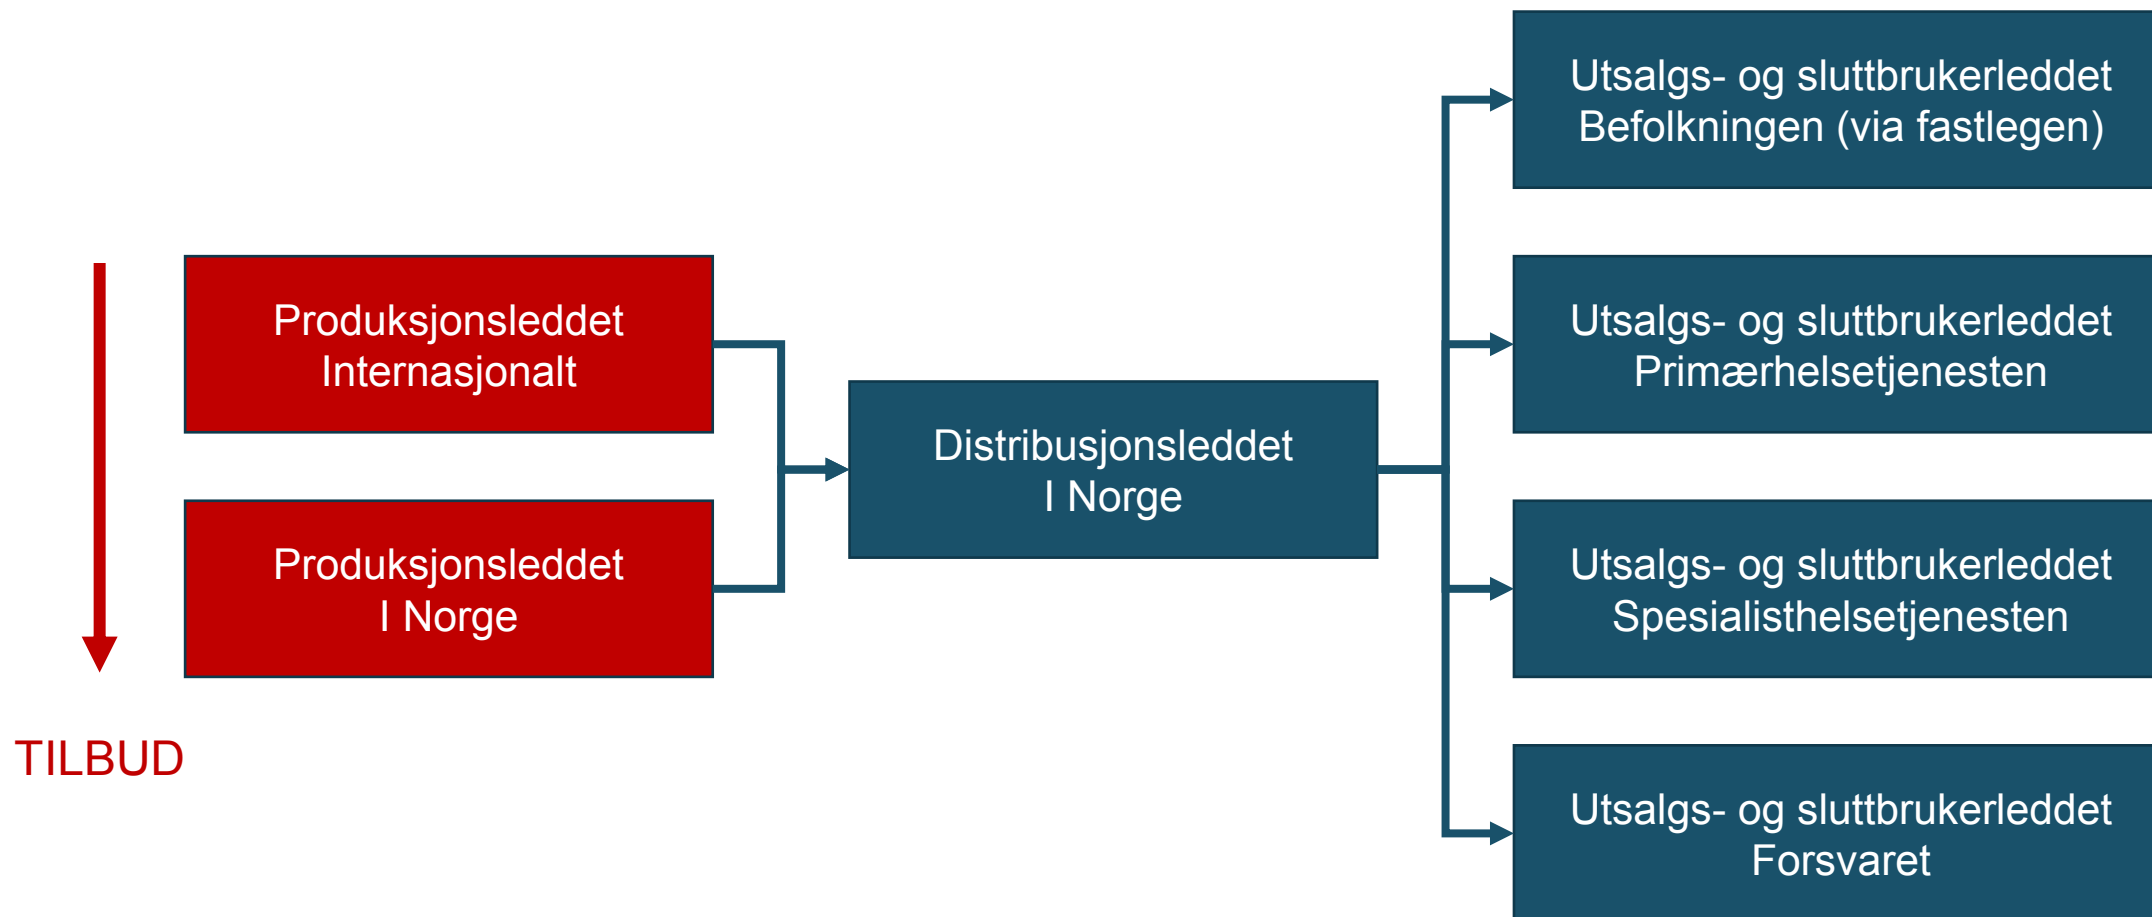 Utsalgs- og sluttbrukerleddet
Befolkningen (via fastlegen)
Produksjonsleddet
Internasjonalt
Utsalgs- og sluttbrukerleddet
Primærhelsetjenesten
Distribusjonsleddet
I Norge
Produksjonsleddet
I Norge
Utsalgs- og sluttbrukerleddet
Spesialisthelsetjenesten
TILBUD
Utsalgs- og sluttbrukerleddet
Forsvaret